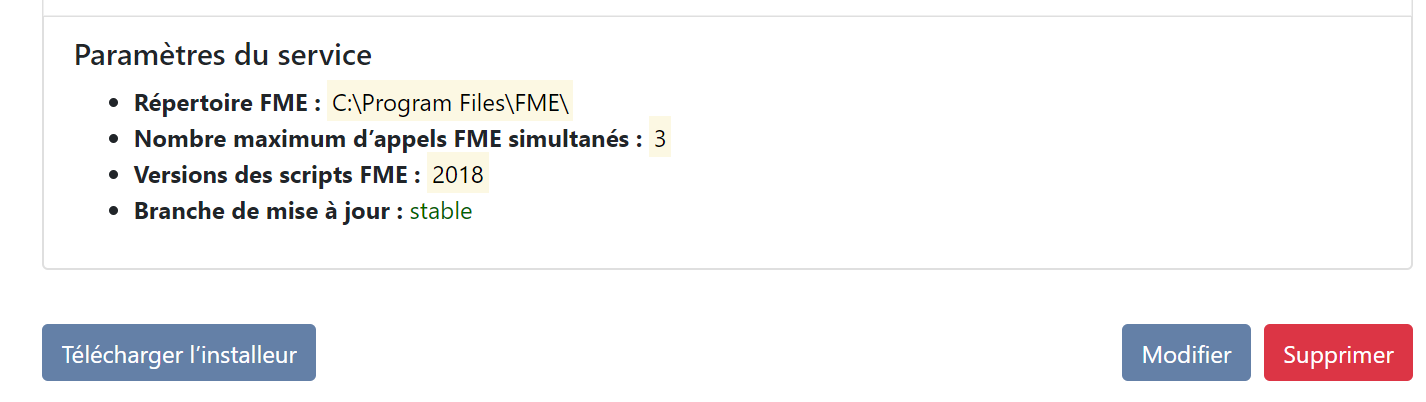 Paramètres du service
Répertoire FME : C:\Program Files\FME\
Nombre maximum d’appels FME simultanés : 3
Versions des scripts FME : 2018
Branche de mise à jour : stable
Télécharger l’installeur Modifier Supprimer